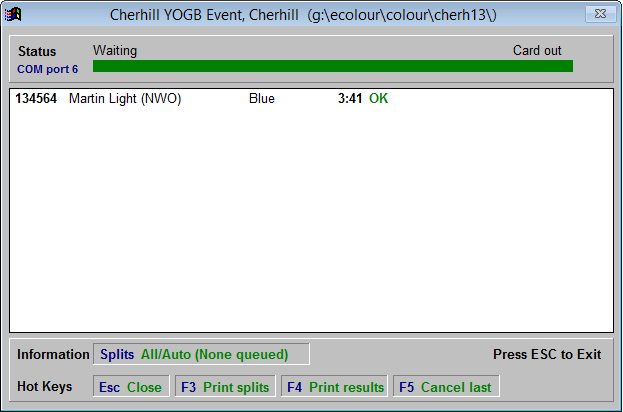 Cherhill YOGB Event, Cherhill (g:\ecolour\colour\cherh13\)
Status Waiting Card out
COM port 6
134564 Martin Light (NWO) Blue 3:41 OK
Information Splits All/Auto (None queued) Press ESC to Exit
Hot Keys Esc Close F3 Print splits F4 Print results F5 Cancel last